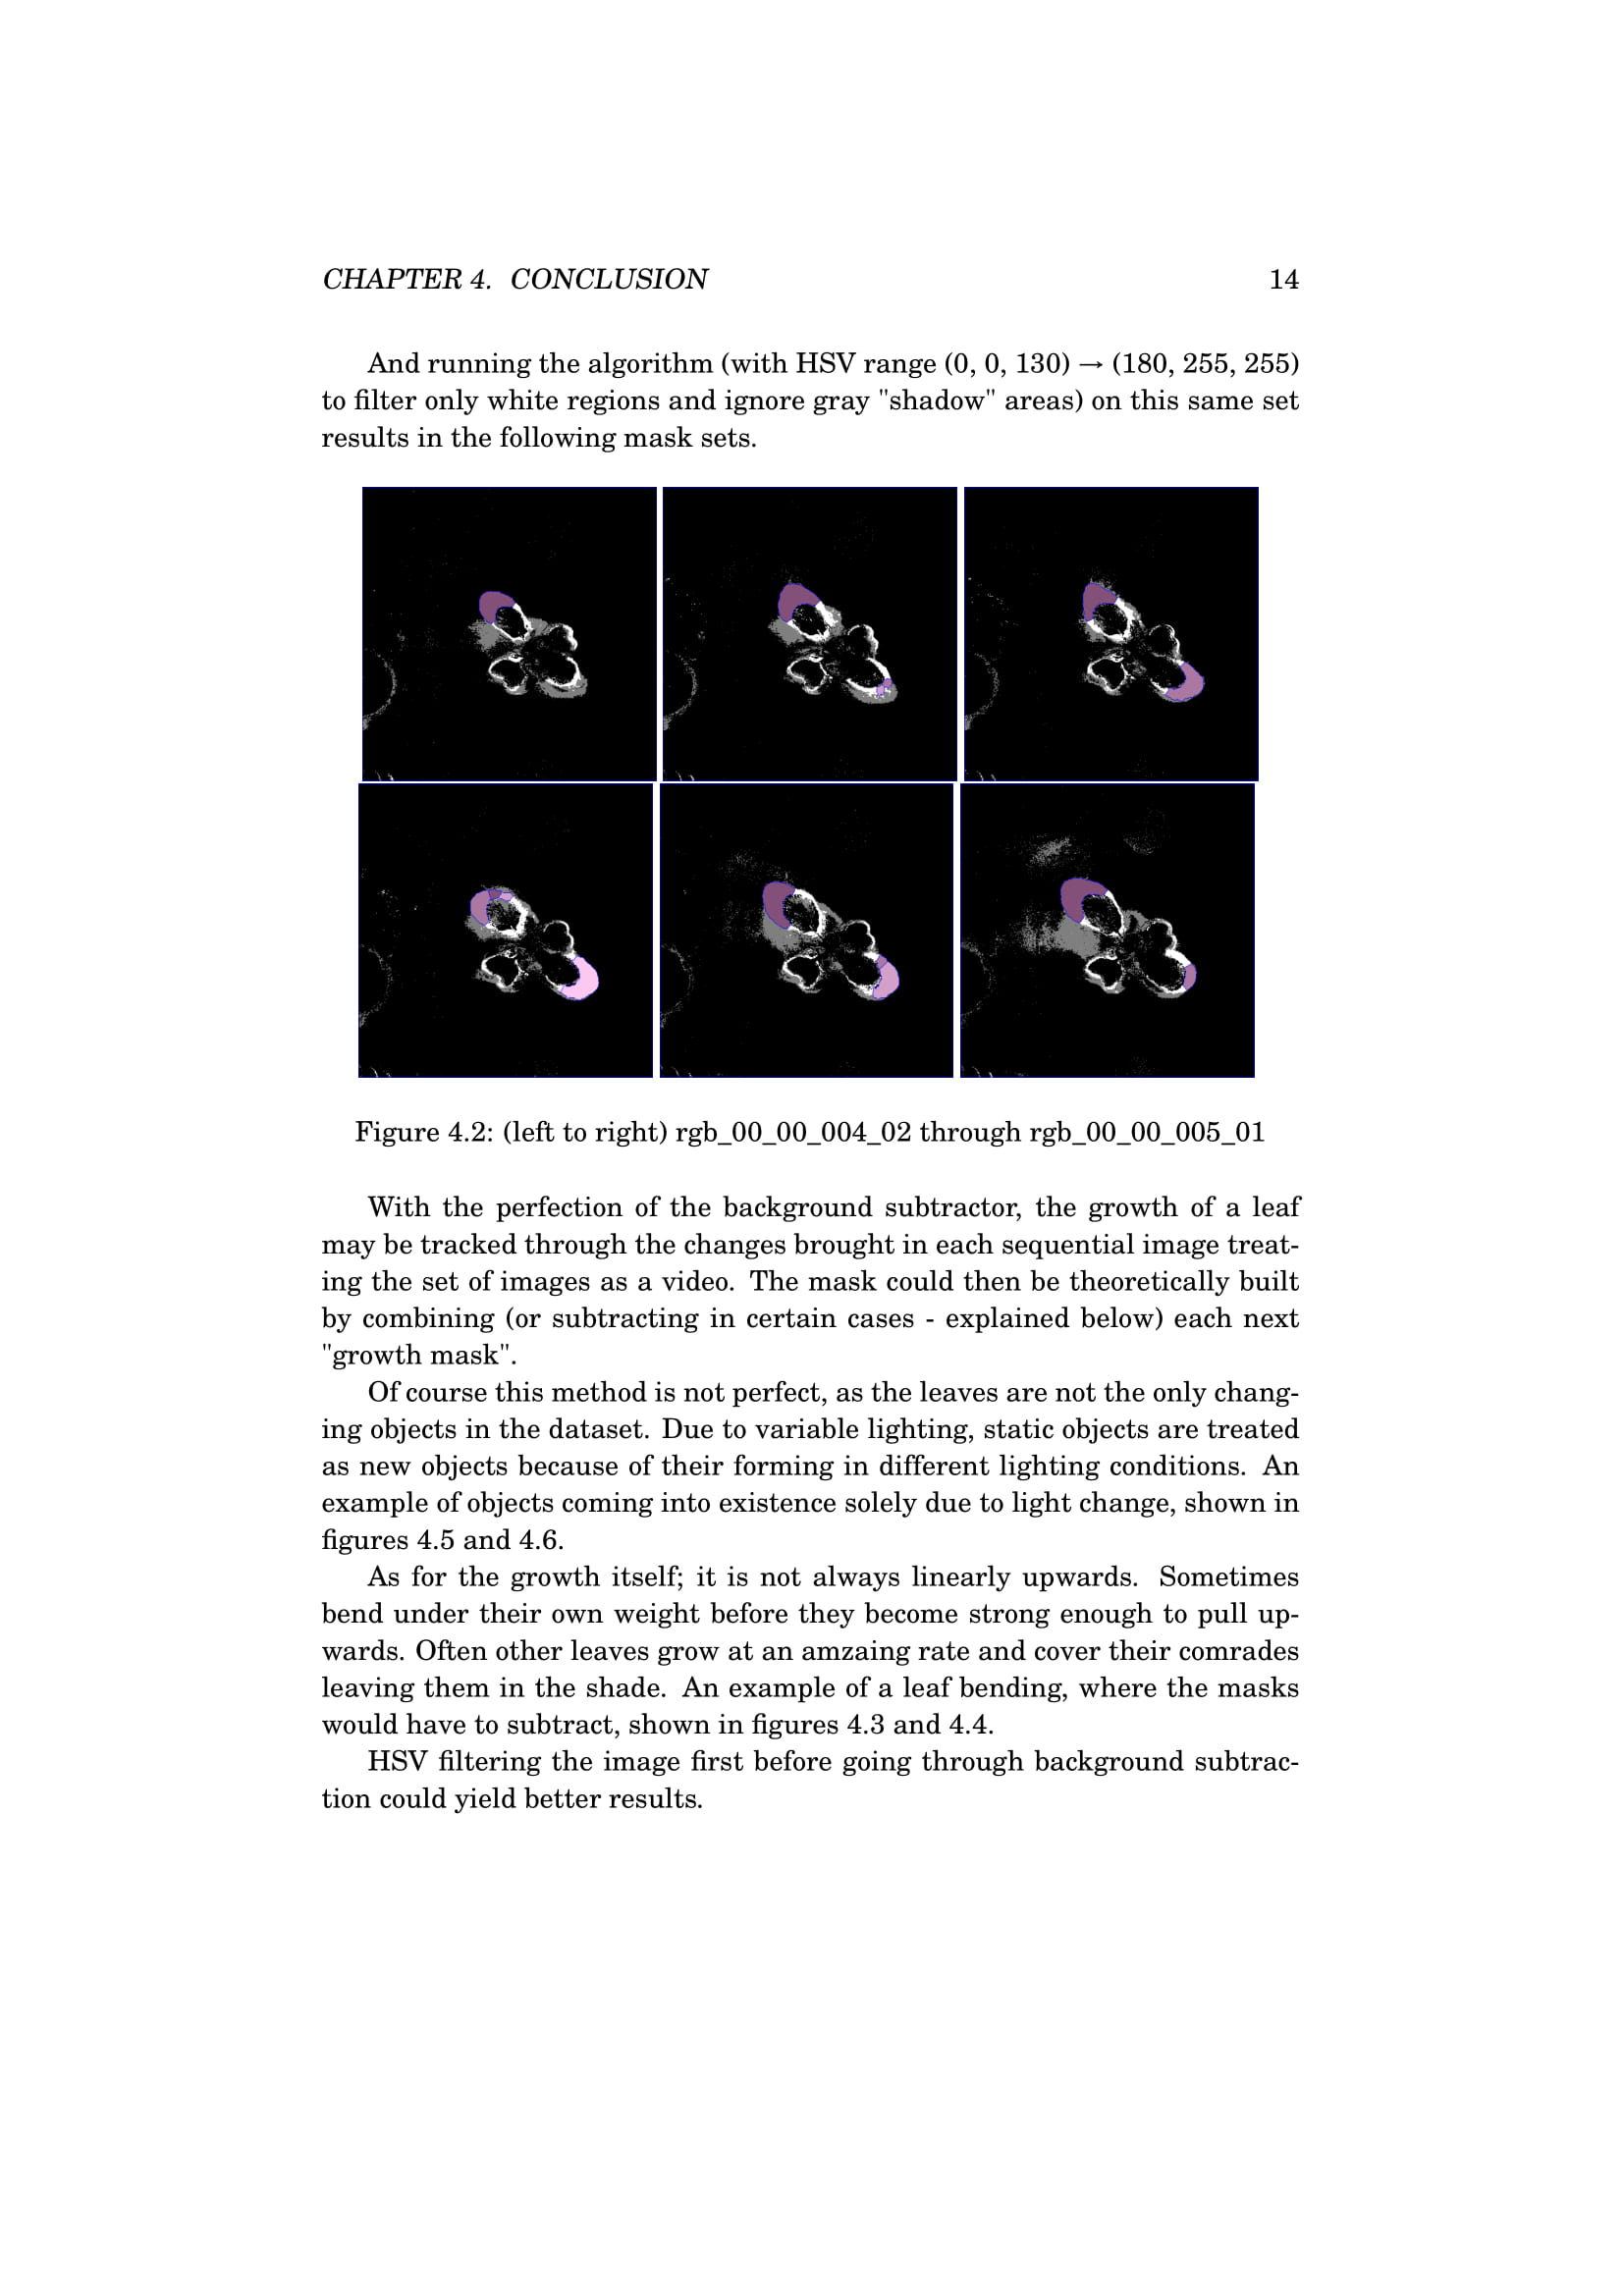 CHAPTER 4. CONCLUSION 14
And running the algorithm (with HSV range (0, 0, 130) → (180, 255, 255)
to filter only white regions and ignore gray "shadow" areas) on this same set
results in the following mask sets.
Figure 4.2: (left to right) rgb_00_00_004_02 through rgb_00_00_005_01
With the perfection of the background subtractor, the growth of a leaf
may be tracked through the changes brought in each sequential image treat-
ing the set of images as a video. The mask could then be theoretically built
by combining (or subtracting in certain cases - explained below) each next
"growth mask".
Of course this method is not perfect, as the leaves are not the only chang-
ing objects in the dataset. Due to variable lighting, static objects are treated
as new objects because of their forming in different lighting conditions. An
example of objects coming into existence solely due to light change, shown in
figures 4.5 and 4.6.
As for the growth itself; it is not always linearly upwards. Sometimes
bend under their own weight before they become strong enough to pull up-
wards. Often other leaves grow at an amzaing rate and cover their comrades
leaving them in the shade. An example of a leaf bending, where the masks
would have to subtract, shown in figures 4.3 and 4.4.
HSV filtering the image first before going through background subtrac-
tion could yield better results.